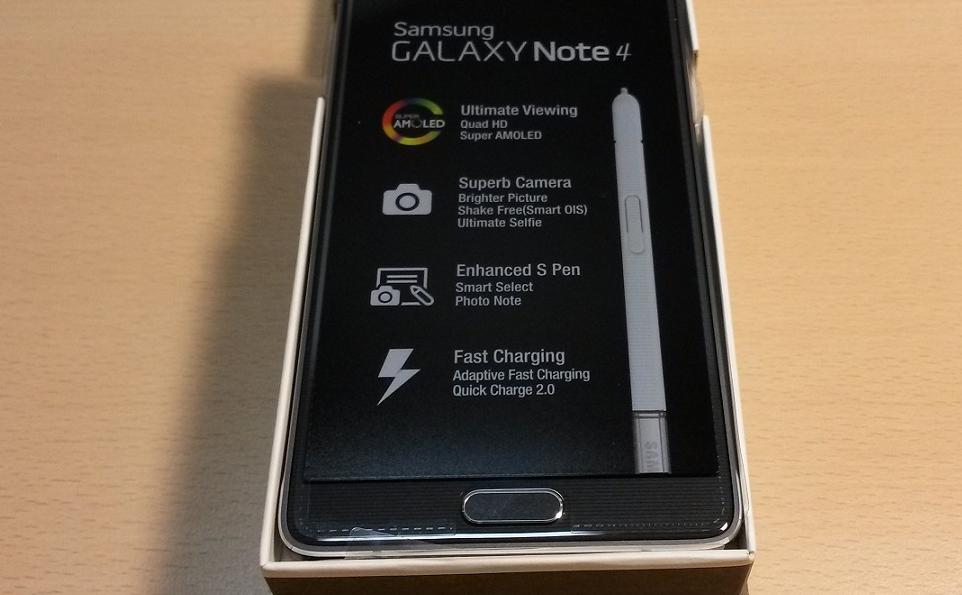 Samsung
GALAXY Note 4
SUPER
AMOLED
Ultimate Viewing
Quad HD
Super AMOLED
Superb Camera
Brighter Picture
Shake Free(Smart OIS)
Ultimate Selfie
Enhanced S Pen
Smart Select
Photo Note
Fast Charging
Adaptive Fast Charging
Quick Charge 2.0
SAM